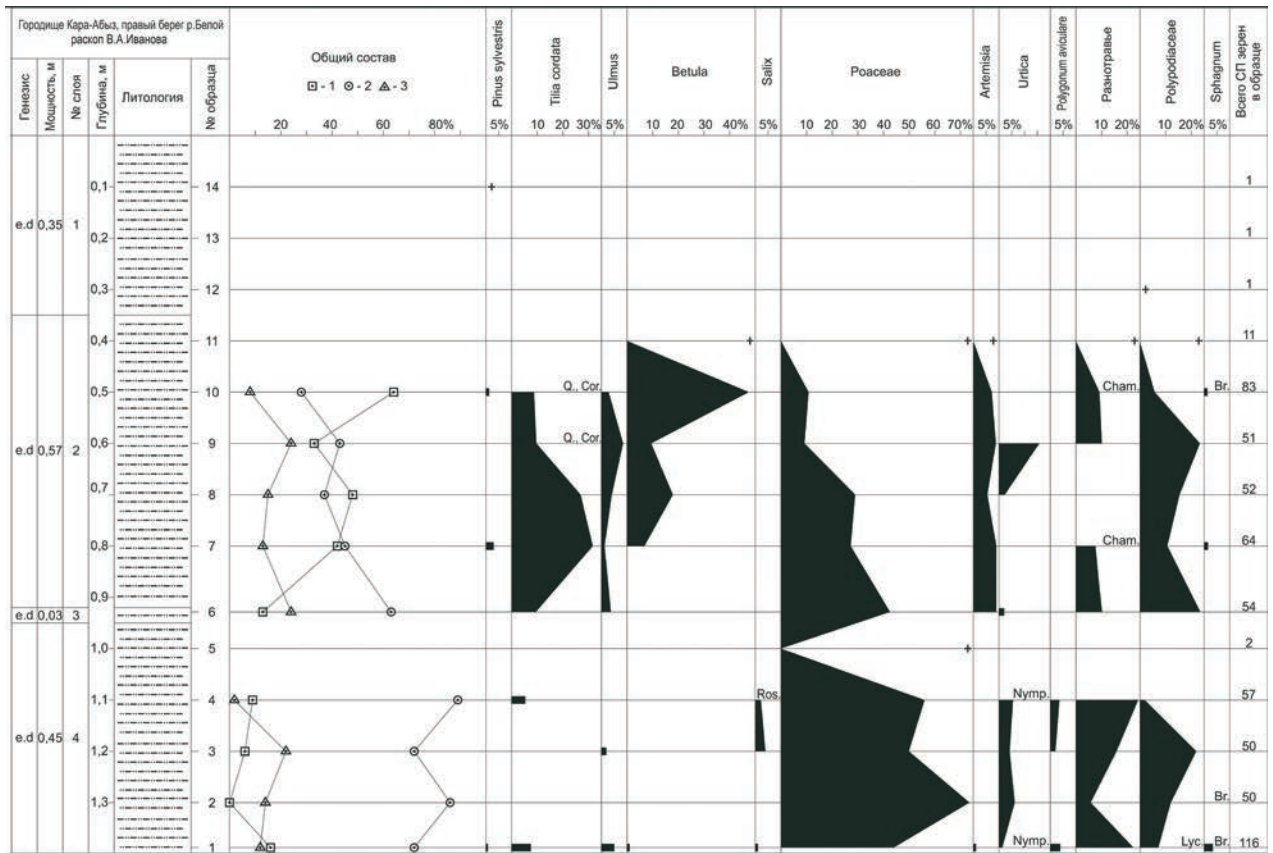 Городище Кара-Абыз, правый берег р.Белой
раскоп В.А.Иванова
Генезис
Мощность, м
№ слоя
Глубина, м
Литология
№ образца
Общий состав
1 - 1 2 - 2 3 - 3
Pinus sylvestris
Tilia cordata
Ulmus
Betula
Salix
Poaceae
Artemisia
Urtica
Polygonum aviculare
Разнотравье
Polypodiaceae
Sphagnum
Всего СП зерен
в образце
20 40 60 80% 5% 10 20 30% 5% 10 20 30 40% 5% 10 20 30 40 50 60 70% 5% 5% 5% 10 20% 10 20% 5%
0,1 14 + 1
e.d 0,35 1
0,2 13 1
0,3 12 + 1
0,4 11 + + + + + 11
0,5 10 Q., Cor. Cham. Br. 83
e.d 0,57 2 0,6 9 Q., Cor. 51
0,7 8 52
0,8 7 Cham. 64
0,9
e.d 0,03 3 6 54
1,0 5 + 2
1,1 4 Ros. Nymp. 57
e.d 0,45 4 1,2 3 50
1,3 2 Br. 50
1 Nymp. Lyc. Br. 116